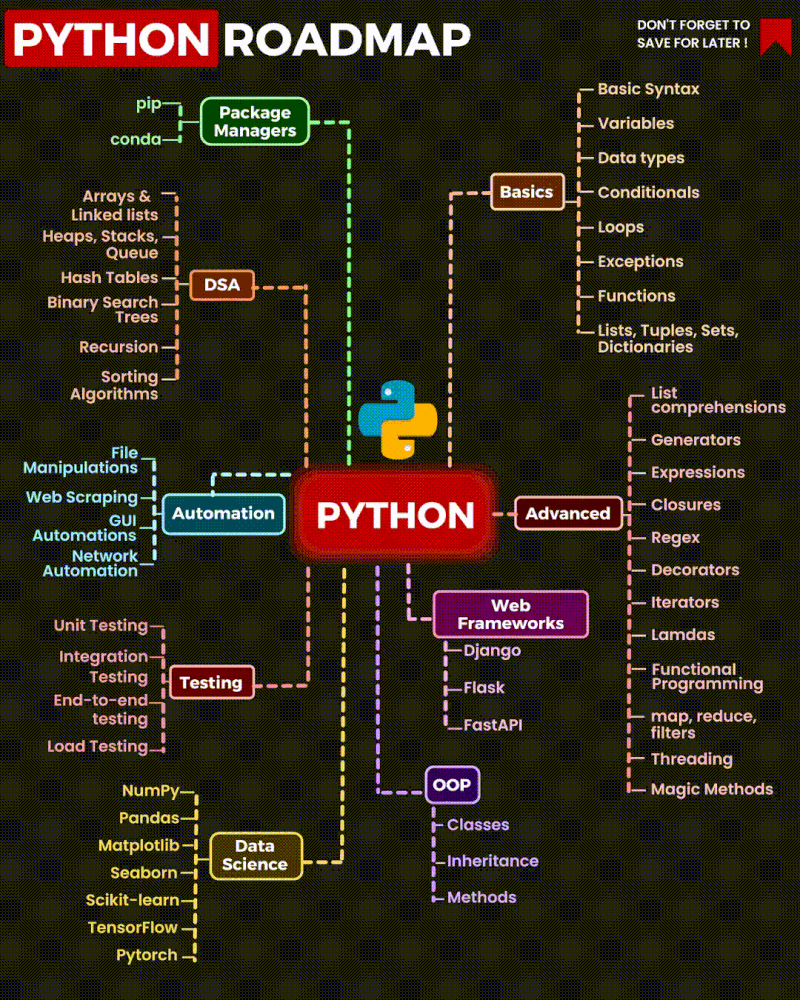 PYTHON ROADMAP
DON'T FORGET TO
SAVE FOR LATER !
Package
Managers
pip
conda
Basics
Basic Syntax
Variables
Data types
Conditionals
Loops
Exceptions
Functions
Lists, Tuples, Sets,
Dictionaries
DSA
Arrays &
Linked lists
Heaps, Stacks,
Queue
Hash Tables
Binary Search
Trees
Recursion
Sorting
Algorithms
PYTHON
Advanced
List
comprehensions
Generators
Expressions
Closures
Regex
Decorators
Iterators
Lamdas
Functional
Programming
map, reduce,
filters
Threading
Magic Methods
Automation
File
Manipulations
Web Scraping
GUI
Automations
Network
Automation
Web
Frameworks
Django
Flask
FastAPI
Testing
Unit Testing
Integration
Testing
End-to-end
testing
Load Testing
OOP
Classes
Inheritance
Methods
Data
Science
NumPy
Pandas
Matplotlib
Seaborn
Scikit-learn
TensorFlow
Pytorch